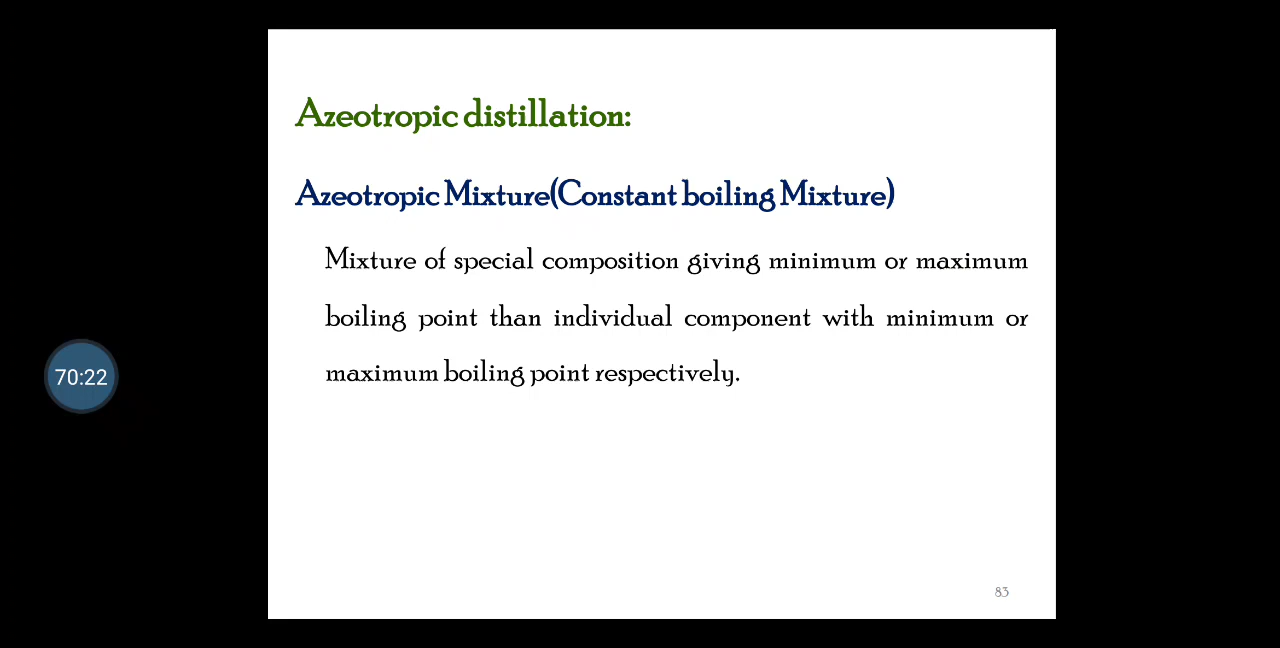 Azeotropic distillation:
Azeotropic Mixture(Constant boiling Mixture)
Mixture of special composition giving minimum or maximum
boiling point than individual component with minimum or
maximum boiling point respectively.
70:22
83